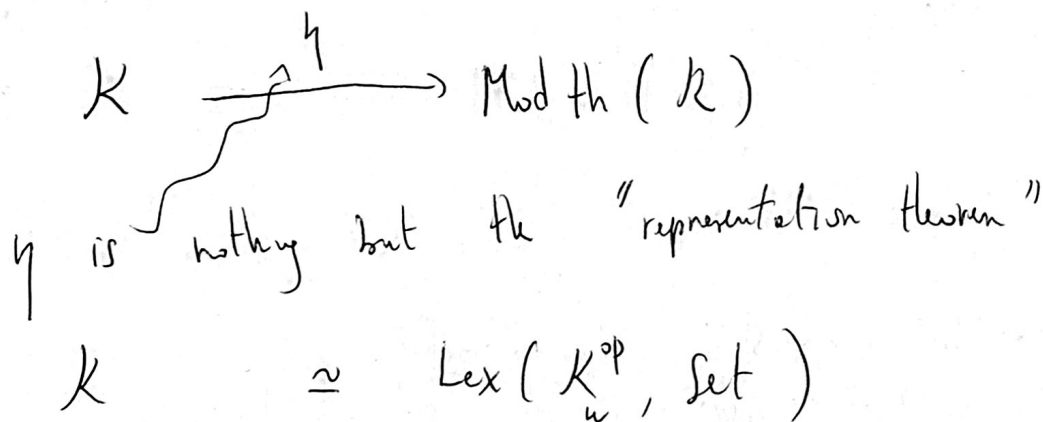 η
K ⟶ Mod th ( K )
η is nothing but the "representation theorem"
K ≃ Lex ( K_ω^op , Set )